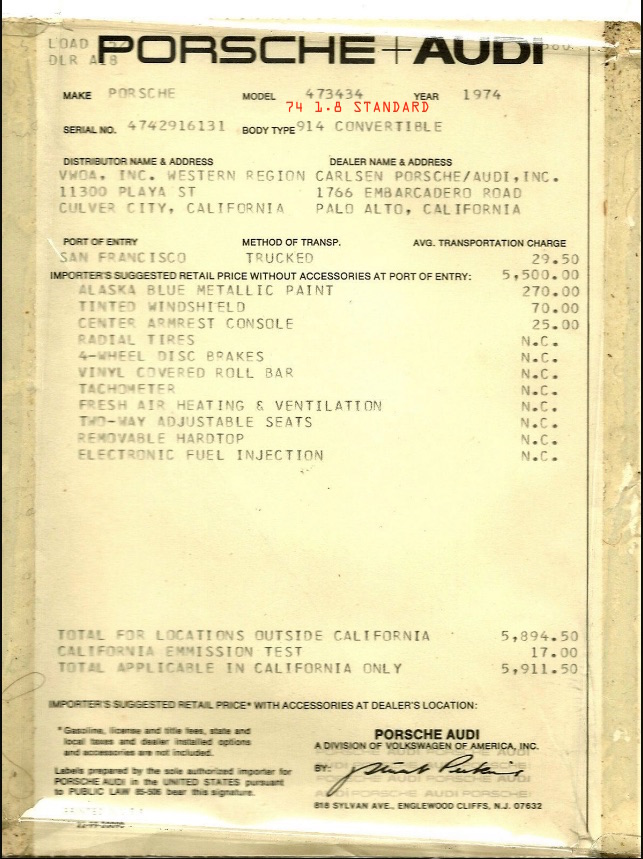 LOAD
PORSCHE+AUDI
DLR A18
MAKE PORSCHE MODEL 473434 YEAR 1974
74 1.8 STANDARD
SERIAL NO. 4742916131 BODY TYPE 914 CONVERTIBLE
DISTRIBUTOR NAME & ADDRESS DEALER NAME & ADDRESS
VWOA, INC. WESTERN REGION CARLSEN PORSCHE/AUDI,INC.
11300 PLAYA ST 1766 EMBARCADERO ROAD
CULVER CITY, CALIFORNIA PALO ALTO, CALIFORNIA
PORT OF ENTRY METHOD OF TRANSP. AVG. TRANSPORTATION CHARGE
SAN FRANCISCO TRUCKED 29.50
IMPORTER'S SUGGESTED RETAIL PRICE WITHOUT ACCESSORIES AT PORT OF ENTRY: 5,500.00
ALASKA BLUE METALLIC PAINT 270.00
TINTED WINDSHIELD 70.00
CENTER ARMREST CONSOLE 25.00
RADIAL TIRES N.C.
4-WHEEL DISC BRAKES N.C.
VINYL COVERED ROLL BAR N.C.
TACHOMETER N.C.
FRESH AIR HEATING & VENTILATION N.C.
TWO-WAY ADJUSTABLE SEATS N.C.
REMOVABLE HARDTOP N.C.
ELECTRONIC FUEL INJECTION N.C.
TOTAL FOR LOCATIONS OUTSIDE CALIFORNIA 5,894.50
CALIFORNIA EMMISSION TEST 17.00
TOTAL APPLICABLE IN CALIFORNIA ONLY 5,911.50
IMPORTER'S SUGGESTED RETAIL PRICE* WITH ACCESSORIES AT DEALER'S LOCATION:
*Gasoline, license and title fees, state and
local taxes and dealer installed options
and accessories are not included.
Labels prepared by the sole authorized importer for
PORSCHE AUDI in the UNITED STATES pursuant
to PUBLIC LAW 85-506 bear this signature.
PORSCHE AUDI
A DIVISION OF VOLKSWAGEN OF AMERICA, INC.
BY:
818 SYLVAN AVE., ENGLEWOOD CLIFFS, N.J. 07632